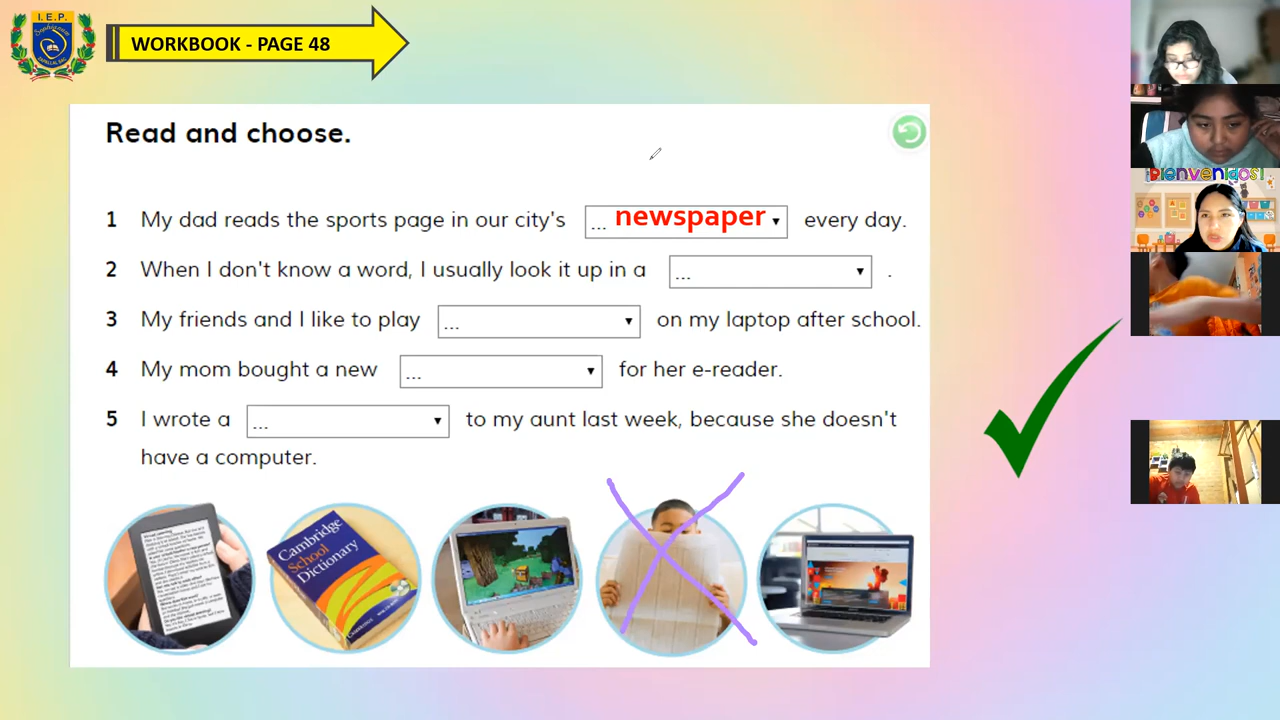 I.E.P.
WORKBOOK - PAGE 48
¡BIENVENIDOS!
Read and choose.
1 My dad reads the sports page in our city's ... newspaper every day.
2 When I don't know a word, I usually look it up in a ... .
3 My friends and I like to play ... on my laptop after school.
4 My mom bought a new ... for her e-reader.
5 I wrote a ... to my aunt last week, because she doesn't
have a computer.
Cambridge
School
Dictionary
CAMBRIDGE